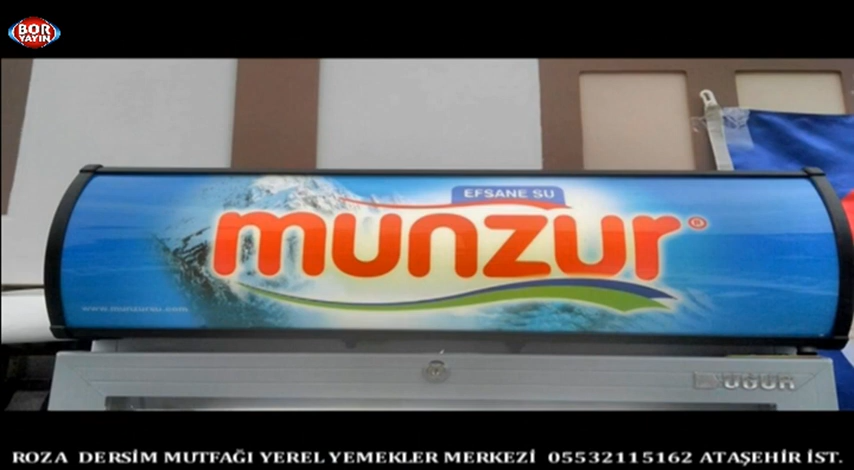 BOR
YAYIN
EFSANE SU
munzur®
www.munzursu.com
UĞUR
ROZA DERSİM MUTFAĞI YEREL YEMEKLER MERKEZİ 05532115162 ATAŞEHİR İST.